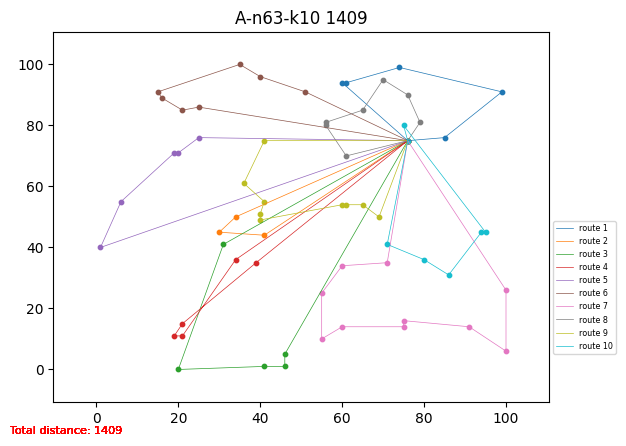 A-n63-k10 1409
100
80
60
40
20
0
0 20 40 60 80 100
route 1
route 2
route 3
route 4
route 5
route 6
route 7
route 8
route 9
route 10
Total distance: 1409